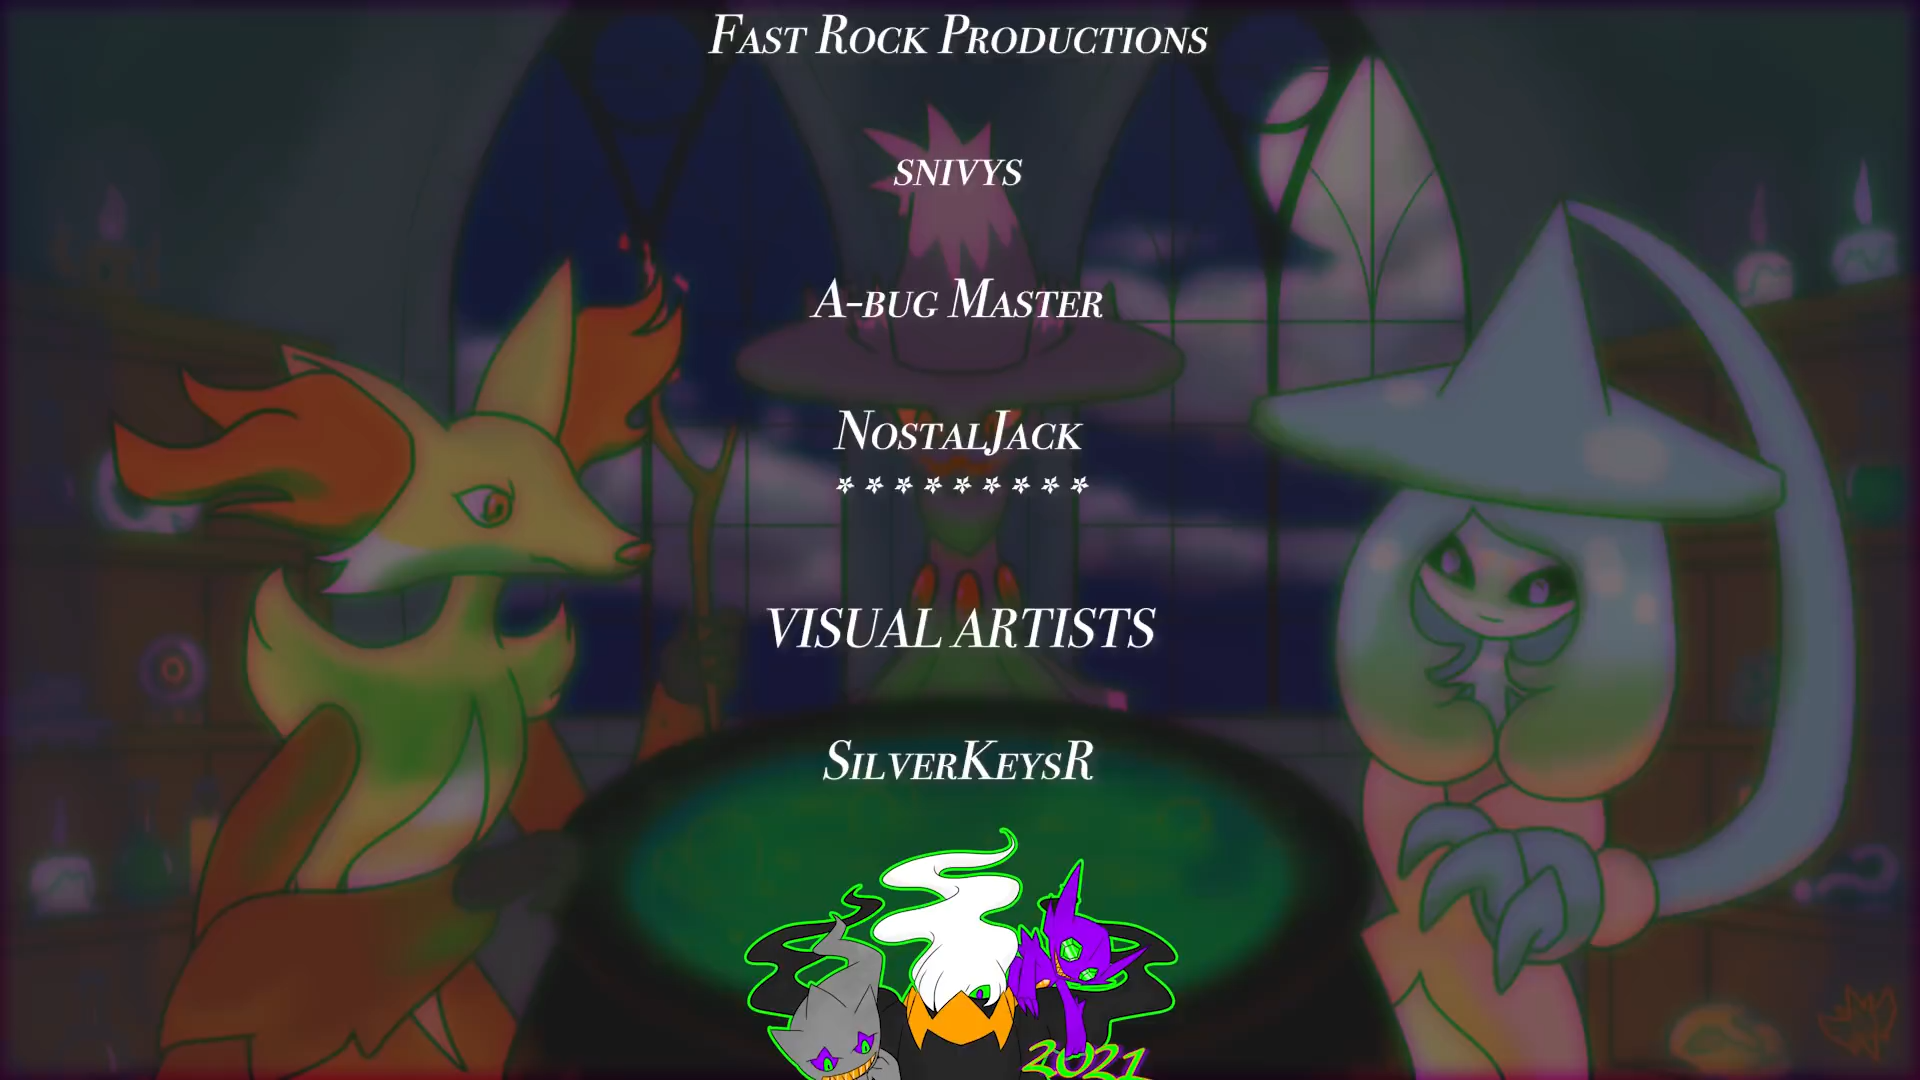 Fast Rock Productions
snivys
A-bug Master
NostalJack
VISUAL ARTISTS
SilverKeysR
2021